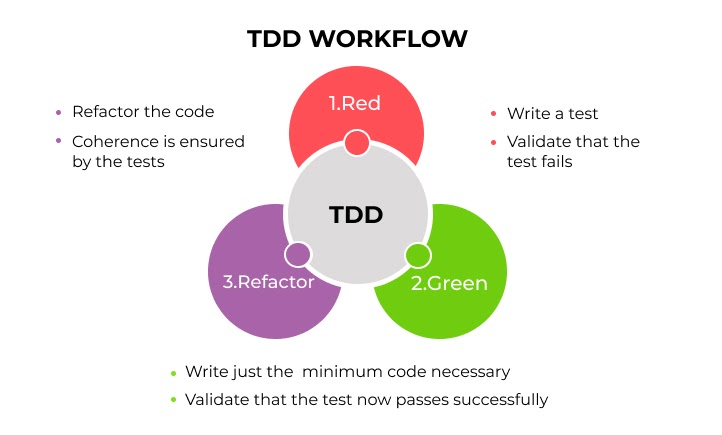 TDD WORKFLOW
1.Red
Refactor the code
Coherence is ensured
by the tests
Write a test
Validate that the
test fails
TDD
3.Refactor
2.Green
Write just the  minimum code necessary
Validate that the test now passes successfully